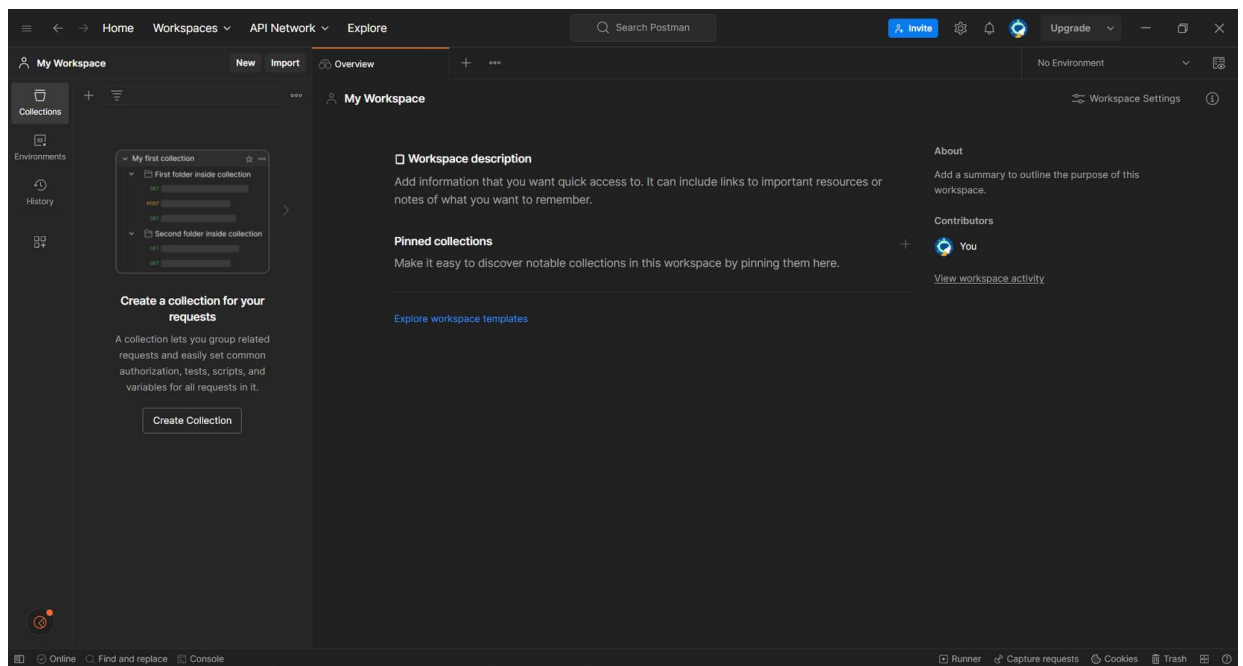 Home Workspaces API Network Explore
Search Postman
Invite
Upgrade
My Workspace
New Import
Overview
No Environment
Collections
Environments
History
My first collection
First folder inside collection
GET
POST
GET
Second folder inside collection
GET
GET
Create a collection for your
requests
A collection lets you group related
requests and easily set common
authorization, tests, scripts, and
variables for all requests in it.
Create Collection
My Workspace
Workspace Settings
Workspace description
Add information that you want quick access to. It can include links to important resources or
notes of what you want to remember.
Pinned collections
Make it easy to discover notable collections in this workspace by pinning them here.
Explore workspace templates
About
Add a summary to outline the purpose of this
workspace.
Contributors
You
View workspace activity
Online Find and replace Console
Runner Capture requests Cookies Trash